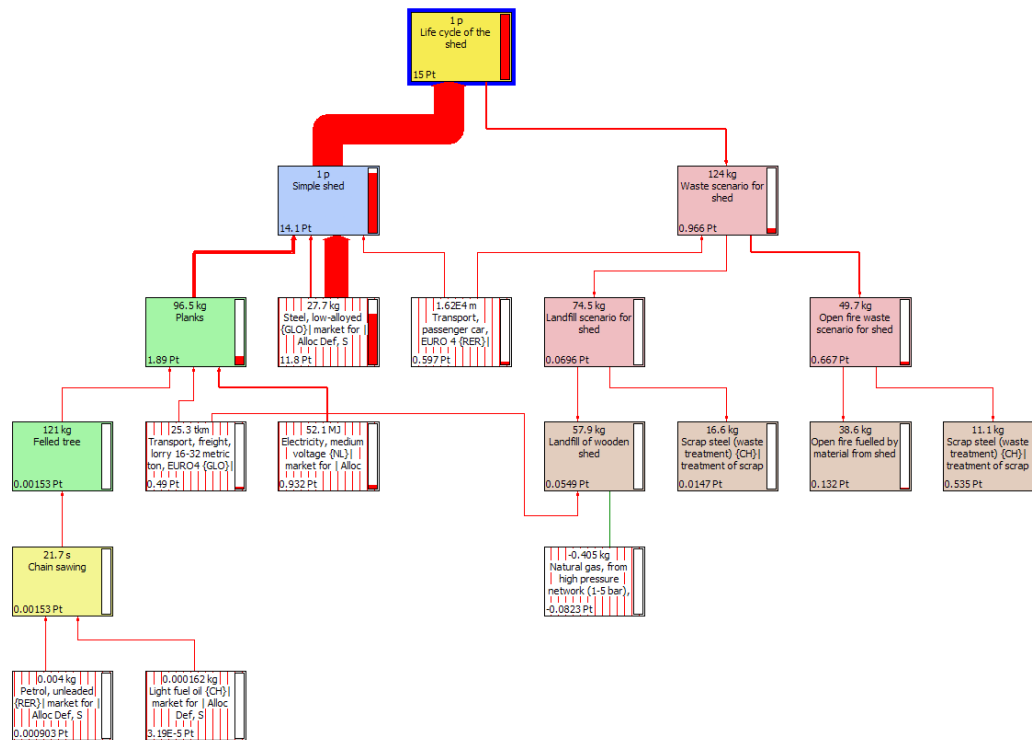 1 p
Life cycle of the
shed
15 Pt
1 p
Simple shed
14.1 Pt
124 kg
Waste scenario for
shed
0.966 Pt
96.5 kg
Planks
1.89 Pt
27.7 kg
Steel, low-alloyed
{GLO}| market for |
Alloc Def, S
11.8 Pt
1.62E4 m
Transport,
passenger car,
EURO 4 {RER}|
0.597 Pt
74.5 kg
Landfill scenario for
shed
0.0696 Pt
49.7 kg
Open fire waste
scenario for shed
0.667 Pt
121 kg
Felled tree
0.00153 Pt
25.3 tkm
Transport, freight,
lorry 16-32 metric
ton, EURO4 {GLO}|
0.49 Pt
52.1 MJ
Electricity, medium
voltage {NL}|
market for | Alloc
0.932 Pt
57.9 kg
Landfill of wooden
shed
0.0549 Pt
16.6 kg
Scrap steel (waste
treatment) {CH}|
treatment of scrap
0.0147 Pt
38.6 kg
Open fire fuelled by
material from shed
0.132 Pt
11.1 kg
Scrap steel (waste
treatment) {CH}|
treatment of scrap
0.535 Pt
21.7 s
Chain sawing
0.00153 Pt
-0.405 kg
Natural gas, from
high pressure
network (1-5 bar),
-0.0823 Pt
0.004 kg
Petrol, unleaded
{RER}| market for |
Alloc Def, S
0.000903 Pt
0.000162 kg
Light fuel oil {CH}|
market for | Alloc
Def, S
3.19E-5 Pt